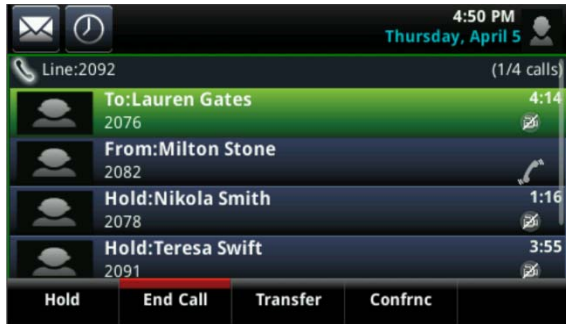 4:50 PM
Thursday, April 5
Line:2092 (1/4 calls)
To:Lauren Gates 4:14
2076
From:Milton Stone
2082
Hold:Nikola Smith 1:16
2078
Hold:Teresa Swift 3:55
2091
Hold End Call Transfer Confrnc